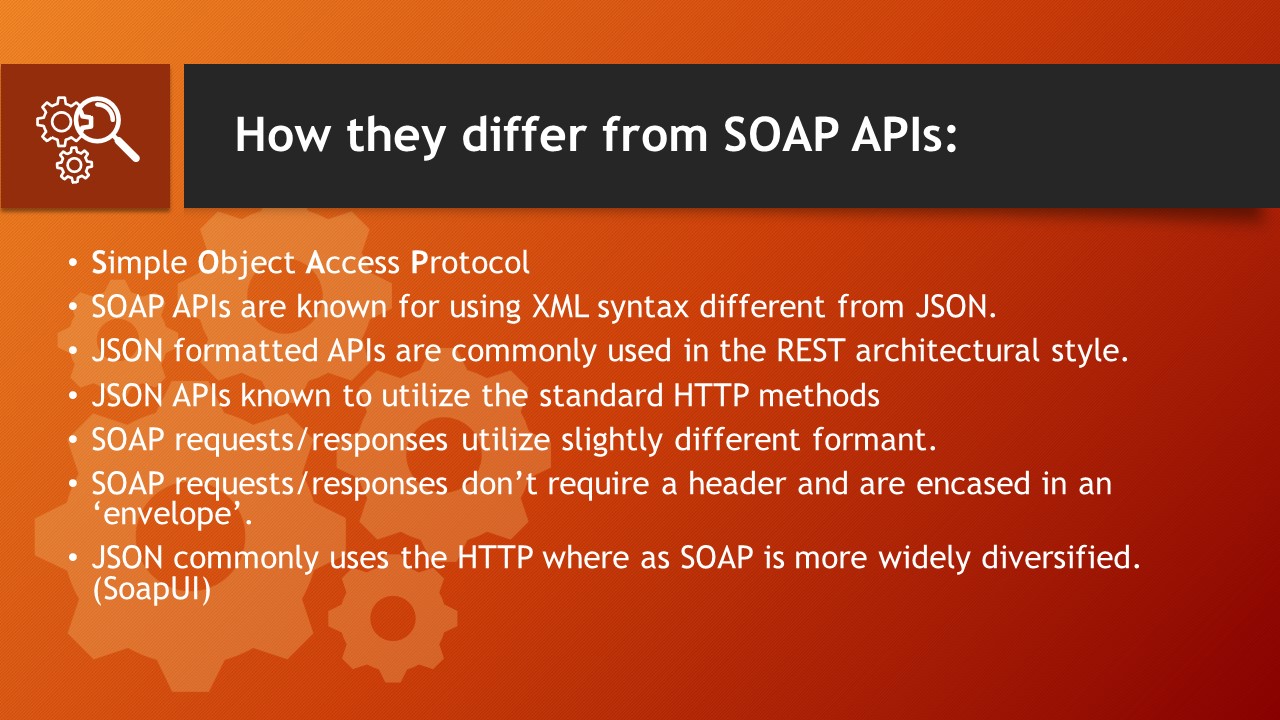 How they differ from SOAP APIs:
• Simple Object Access Protocol
• SOAP APIs are known for using XML syntax different from JSON.
• JSON formatted APIs are commonly used in the REST architectural style.
• JSON APIs known to utilize the standard HTTP methods
• SOAP requests/responses utilize slightly different formant.
• SOAP requests/responses don’t require a header and are encased in an
‘envelope’.
• JSON commonly uses the HTTP where as SOAP is more widely diversified.
(SoapUI)